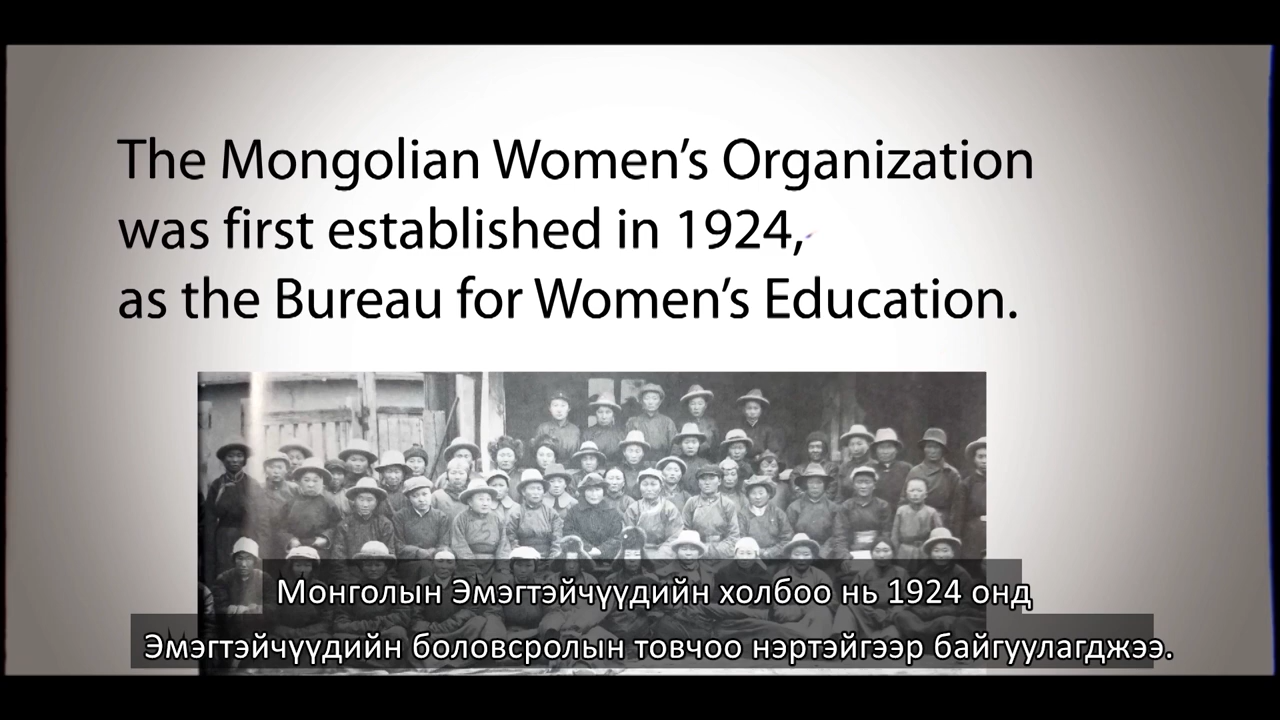 The Mongolian Women’s Organization
was first established in 1924,
as the Bureau for Women’s Education.
Монголын Эмэгтэйчүүдийн холбоо нь 1924 онд
Эмэгтэйчүүдийн боловсролын товчоо нэртэйгээр байгуулагджээ.